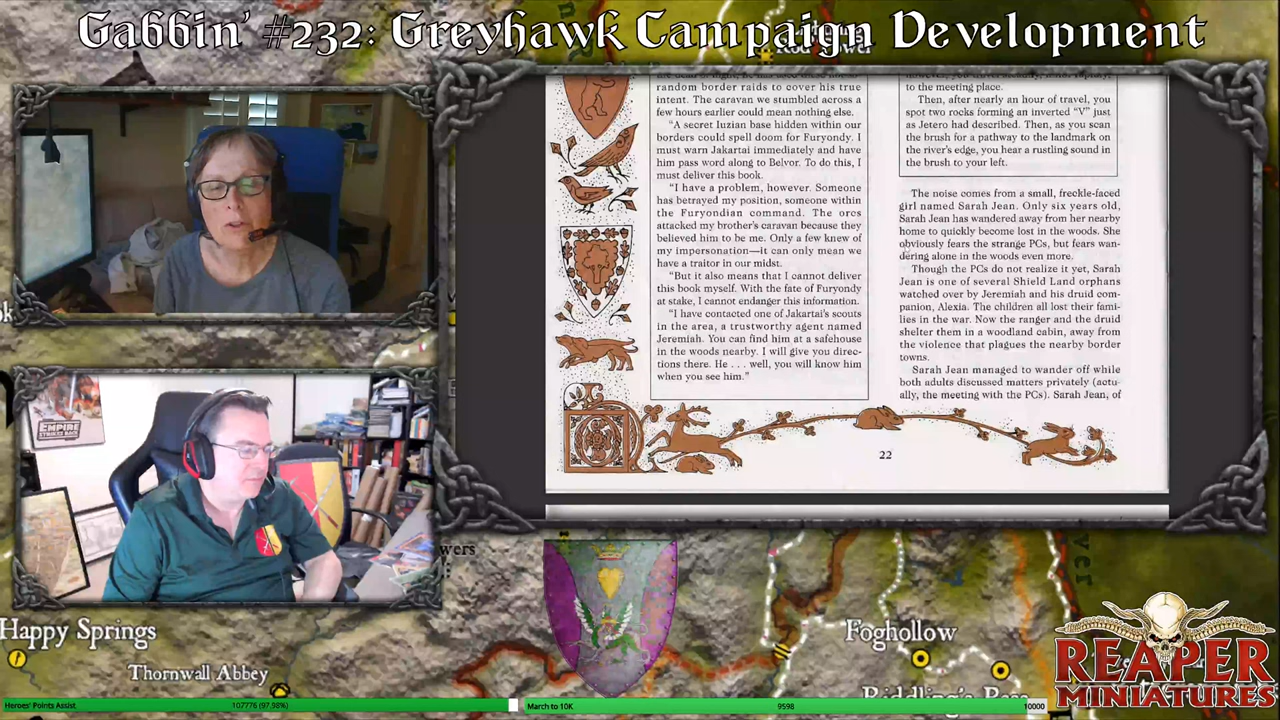 Gabbin' #232: Greyhawk Campaign Development
random border raids to cover his true
intent. The caravan we stumbled across a
few hours earlier could mean nothing else.
"A secret Iuzian base hidden within our
borders could spell doom for Furyondy. I
must warn Jakartai immediately and have
him pass word along to Belvor. To do this, I
must deliver this book.
"I have a problem, however. Someone
has betrayed my position, someone within
the Furyondian command. The orcs
attacked my brother's caravan because they
believed him to be me. Only a few knew of
my impersonation—it can only mean we
have a traitor in our midst.
"But it also means that I cannot deliver
this book myself. With the fate of Furyondy
at stake, I cannot endanger this information.
"I have contacted one of Jakartai's scouts
in the area, a trustworthy agent named
Jeremiah. You can find him at a safehouse
in the woods nearby. I will give you direc-
tions there. He . . . well, you will know him
when you see him."
to the meeting place.
Then, after nearly an hour of travel, you
spot two rocks forming an inverted "V" just
as Jetero had described. Then, as you scan
the brush for a pathway to the landmark on
the river's edge, you hear a rustling sound in
the brush to your left.
The noise comes from a small, freckle-faced
girl named Sarah Jean. Only six years old,
Sarah Jean has wandered away from her nearby
home to quickly become lost in the woods. She
obviously fears the strange PCs, but fears wan-
dering alone in the woods even more.
Though the PCs do not realize it yet, Sarah
Jean is one of several Shield Land orphans
watched over by Jeremiah and his druid com-
panion, Alexia. The children all lost their fami-
lies in the war. Now the ranger and the druid
shelter them in a woodland cabin, away from
the violence that plagues the nearby border
towns.
Sarah Jean managed to wander off while
both adults discussed matters privately (actu-
ally, the meeting with the PCs). Sarah Jean, of
22
EMPIRE
STRIKES BACK
Happy Springs
Thornwall Abbey
Foghollow
REAPER
MINIATURES
Heroes' Points Assist
107776 (97.98%)
March to 10K
9598
10000